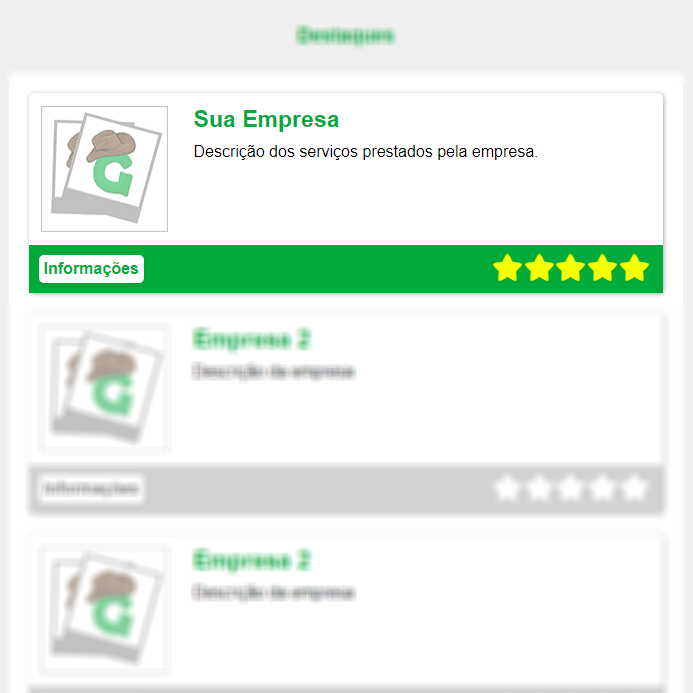 Destaques
Sua Empresa
Descrição dos serviços prestados pela empresa.
G
Informações
Empresa 2
Descrição da empresa
G
Informações
Empresa 2
Descrição da empresa
G